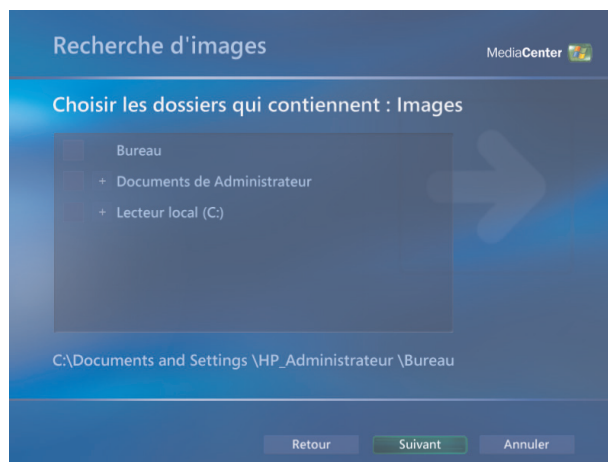 Recherche d'images
MediaCenter
Choisir les dossiers qui contiennent : Images
Bureau
+ Documents de Administrateur
+ Lecteur local (C:)
C:\Documents and Settings \HP_Administrateur \Bureau
Retour Suivant Annuler